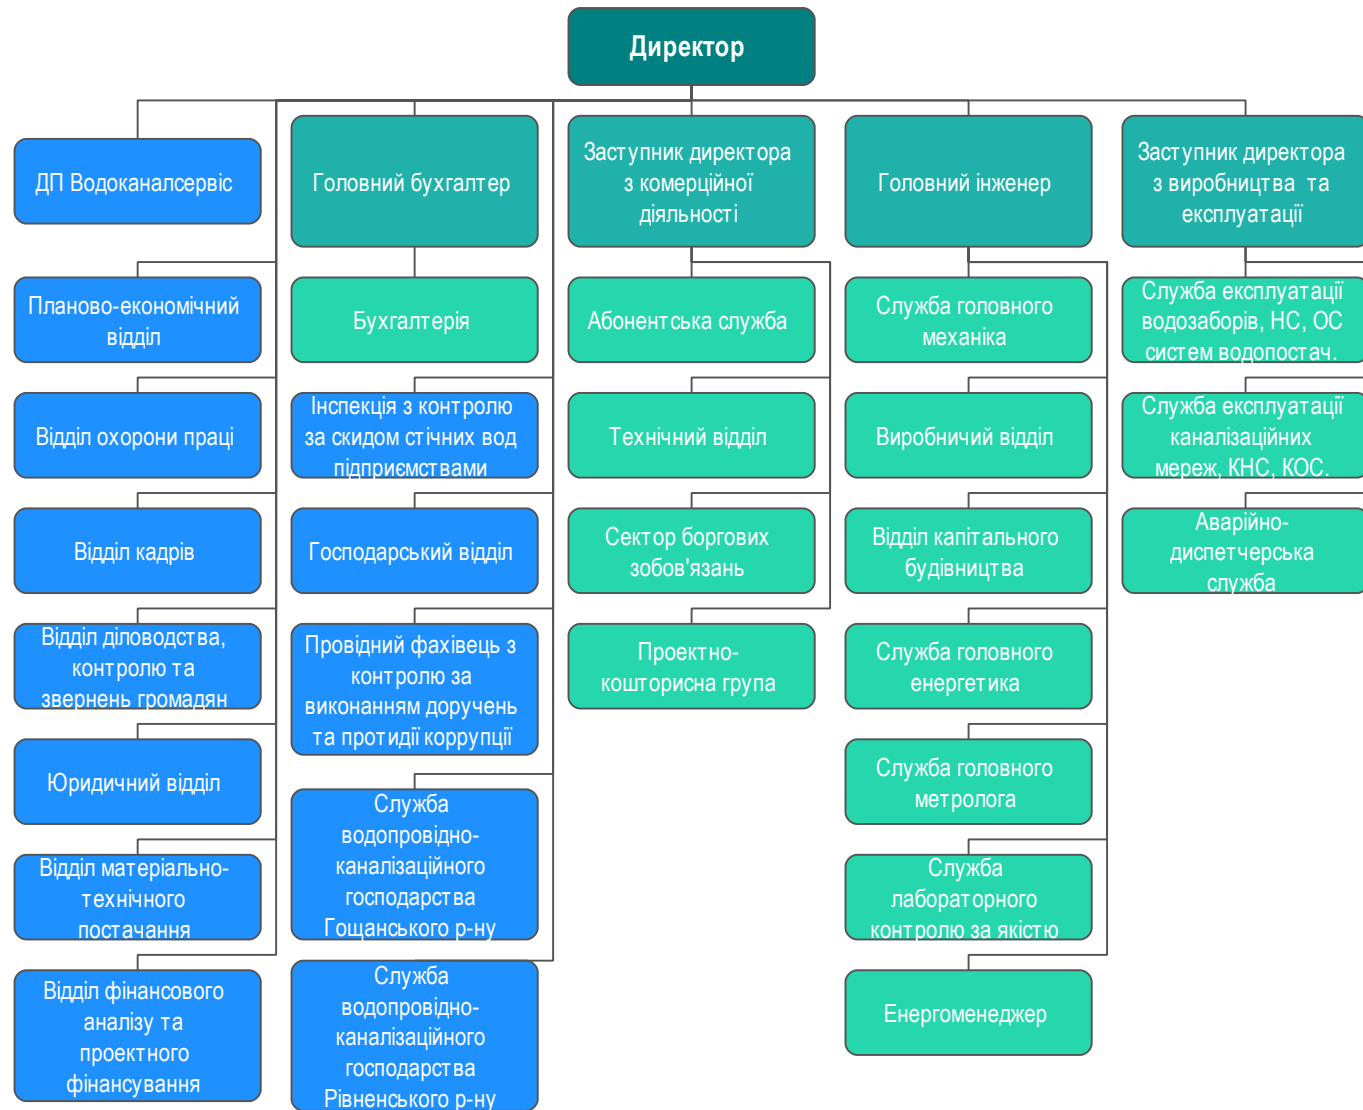 Директор
ДП Водоканалсервіс
Головний бухгалтер
Заступник директора
з комерційної
діяльності
Головний інженер
Заступник директора
з виробництва та
експлуатації
Планово-економічний
відділ
Бухгалтерія
Абонентська служба
Служба головного
механіка
Служба експлуатації
водозаборів, НС, ОС
систем водопостач.
Відділ охорони праці
Інспекція з контролю
за скидом стічних вод
підприємствами
Технічний відділ
Виробничий відділ
Служба експлуатації
каналізаційних
мереж, КНС, КОС.
Відділ кадрів
Господарський відділ
Сектор боргових
зобов'язань
Відділ капітального
будівництва
Аварійно-
диспетчерська
служба
Відділ діловодства,
контролю та
звернень громадян
Провідний фахівець з
контролю за
виконанням доручень
та протидії коррупції
Проектно-
кошторисна група
Служба головного
енергетика
Юридичний відділ
Служба
водопровідно-
каналізаційного
господарства
Гощанського р-ну
Служба головного
метролога
Відділ матеріально-
технічного
постачання
Служба
лабораторного
контролю за якістю
Відділ фінансового
аналізу та
проектного
фінансування
Служба
водопровідно-
каналізаційного
господарства
Рівненського р-ну
Енергоменеджер